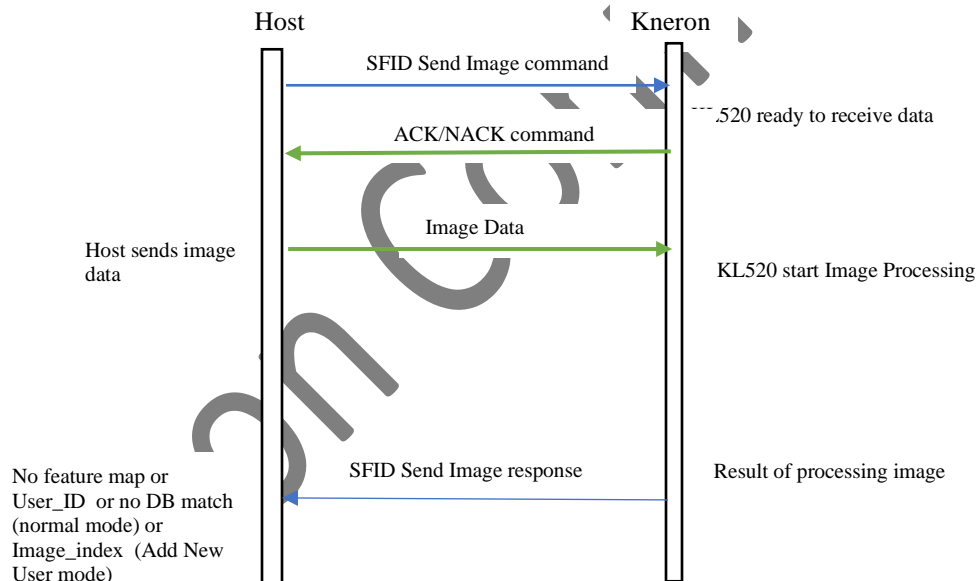 Host
Kneron
SFID Send Image command
520 ready to receive data
ACK/NACK command
Image Data
Host sends image
data
KL520 start Image Processing
SFID Send Image response
Result of processing image
No feature map or
User_ID or no DB match
(normal mode) or
Image_index (Add New
User mode)